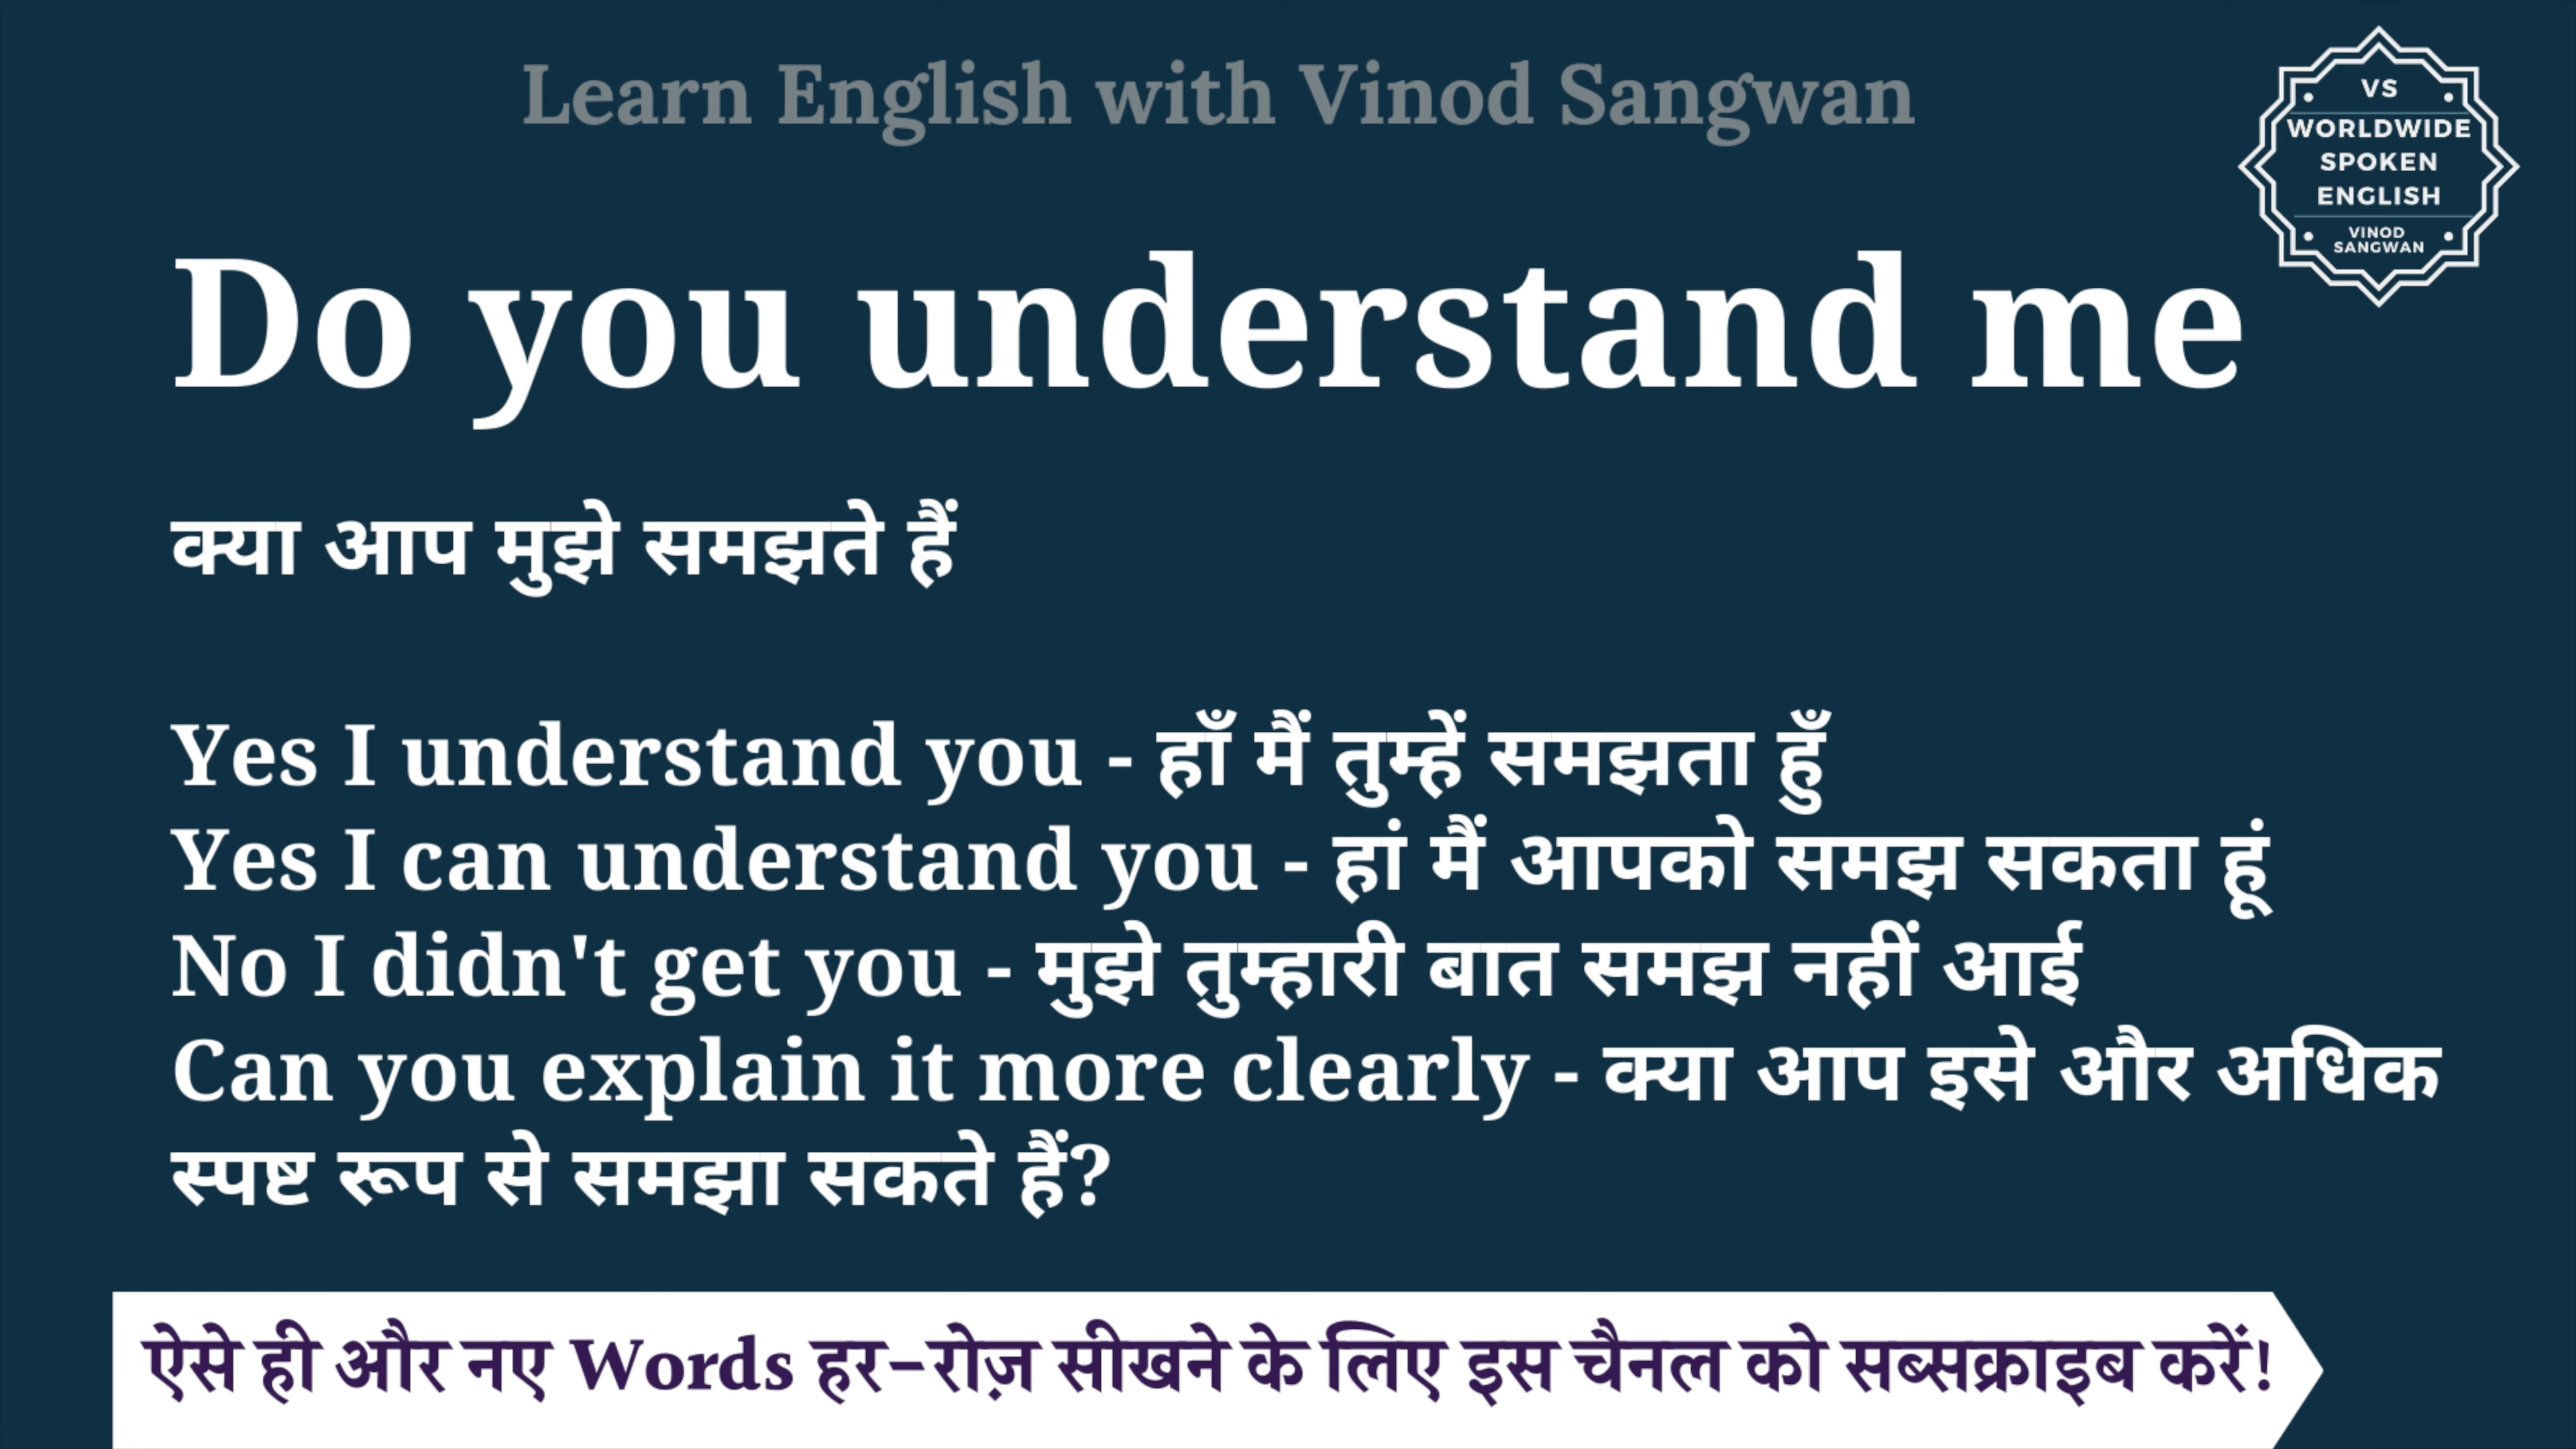 Learn English with Vinod Sangwan
VS
WORLDWIDE
SPOKEN
ENGLISH
VINOD
SANGWAN
Do you understand me
क्या आप मुझे समझते हैं
Yes I understand you - हाँ मैं तुम्हें समझता हुँ
Yes I can understand you - हां मैं आपको समझ सकता हूं
No I didn't get you - मुझे तुम्हारी बात समझ नहीं आई
Can you explain it more clearly - क्या आप इसे और अधिक
स्पष्ट रूप से समझा सकते हैं?
ऐसे ही और नए Words हर-रोज़ सीखने के लिए इस चैनल को सब्सक्राइब करें!